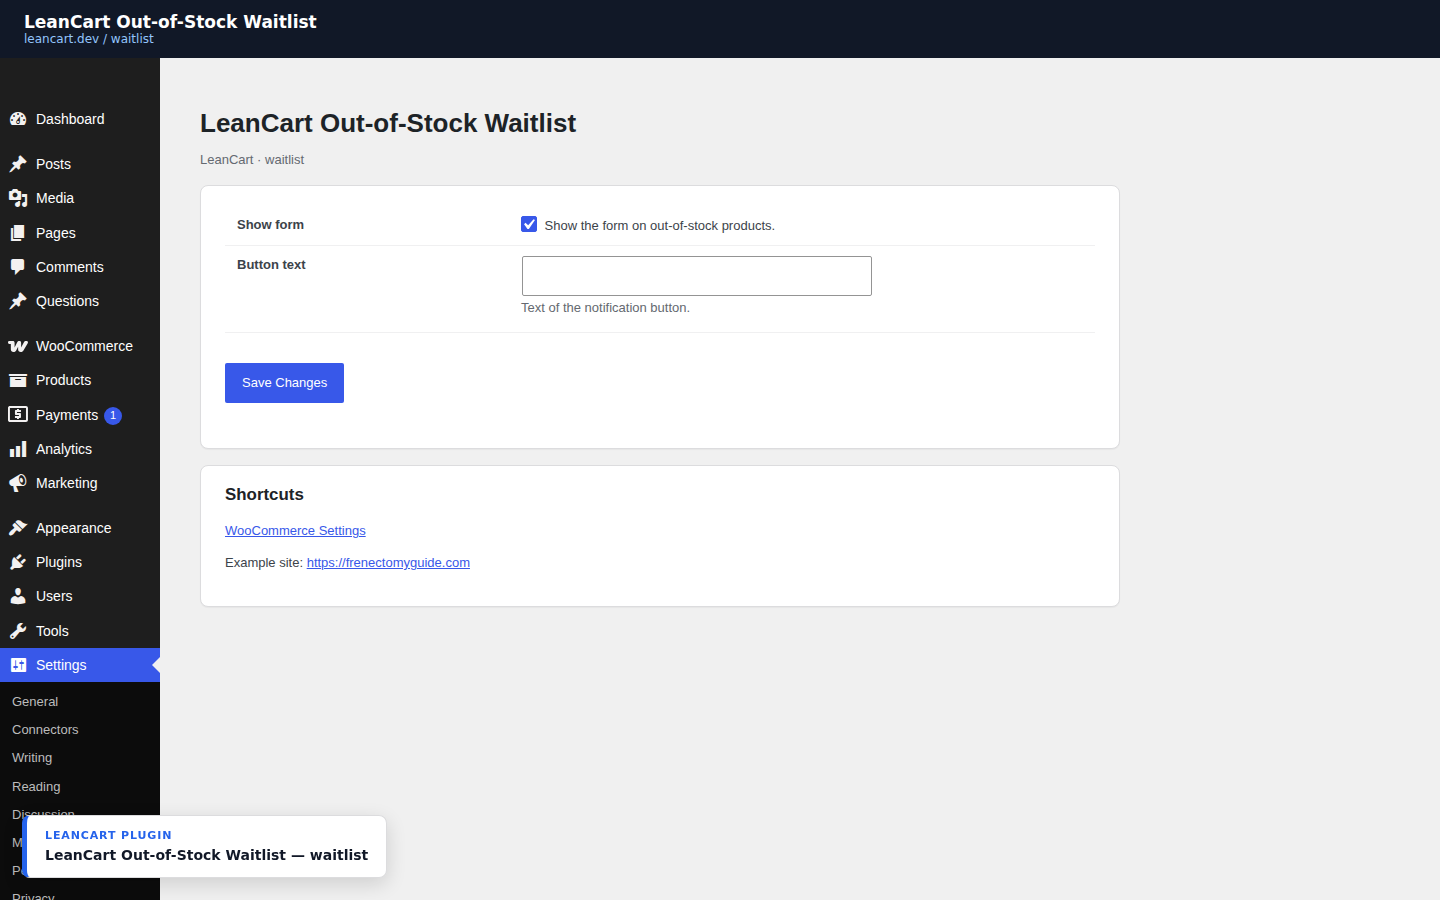 LeanCart Out-of-Stock Waitlist
leancart.dev / waitlist
Dashboard
Posts
Media
Pages
Comments
Questions
WooCommerce
Products
Payments 1
Analytics
Marketing
Appearance
Plugins
Users
Tools
Settings
General
Connectors
Writing
Reading
Discussion
Privacy
LeanCart Out-of-Stock Waitlist
LeanCart · waitlist
Show form
Show the form on out-of-stock products.
Button text
Text of the notification button.
Save Changes
Shortcuts
WooCommerce Settings
Example site: https://frenectomyguide.com
LEANCART PLUGIN
LeanCart Out-of-Stock Waitlist — waitlist